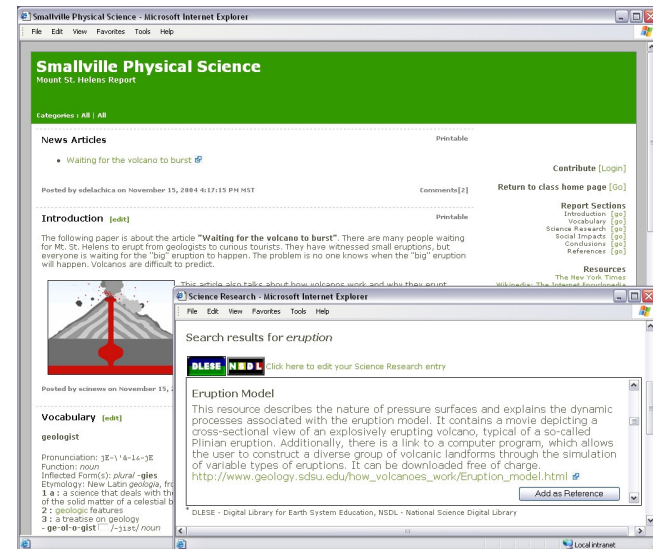 Smallville Physical Science - Microsoft Internet Explorer
File Edit View Favorites Tools Help
Smallville Physical Science
Mount St. Helens Report
Categories : All | All
News Articles
Printable
Waiting for the volcano to burst
Posted by sdelachica on November 15, 2004 4:17:15 PM MST
Comments[2]
Introduction [edit]
Printable
The following paper is about the article "Waiting for the volcano to burst". There are many people waiting
for Mt. St. Helens to erupt from geologists to curious tourists. They have witnessed small eruptions, but
everyone is waiting for the "big" eruption to happen. The problem is no one knows when the "big" eruption
will happen. Volcanos are difficult to predict.
This article also talks about how volcanos work and why they erupt
Posted by scinews on November 15, 2
Vocabulary [edit]
geologist
Pronunciation: jE-\'ä-l&-jE
Function: noun
Inflected Form(s): plural -gies
Etymology: New Latin geologia, fro
1 a : a science that deals with the
of the solid matter of a celestial b
2 : geologic features
3 : a treatise on geology
- ge·ol·o·gist /-jist/ noun
Contribute [Login]
Return to class home page [Go]
Report Sections
Introduction [go]
Vocabulary [go]
Science Research [go]
Social Impacts [go]
Conclusions [go]
References [go]
Resources
The New York Times
Wikipedia: The Internet Encyclopedia
Science Research - Microsoft Internet Explorer
File Edit View Favorites Tools Help
Search results for eruption
DLESE NSDL Click here to edit your Science Research entry
Eruption Model
This resource describes the nature of pressure surfaces and explains the dynamic
processes associated with the eruption model. It contains a movie depicting a
cross-sectional view of an explosively erupting volcano, typical of a so-called
Plinian eruption. Additionally, there is a link to a computer program, which allows
the user to construct a diverse group of volcanic landforms through the simulation
of variable types of eruptions. It can be downloaded free of charge.
http://www.geology.sdsu.edu/how_volcanoes_work/Eruption_model.html
Add as Reference
* DLESE - Digital Library for Earth System Education, NSDL - National Science Digital
Library
Local intranet